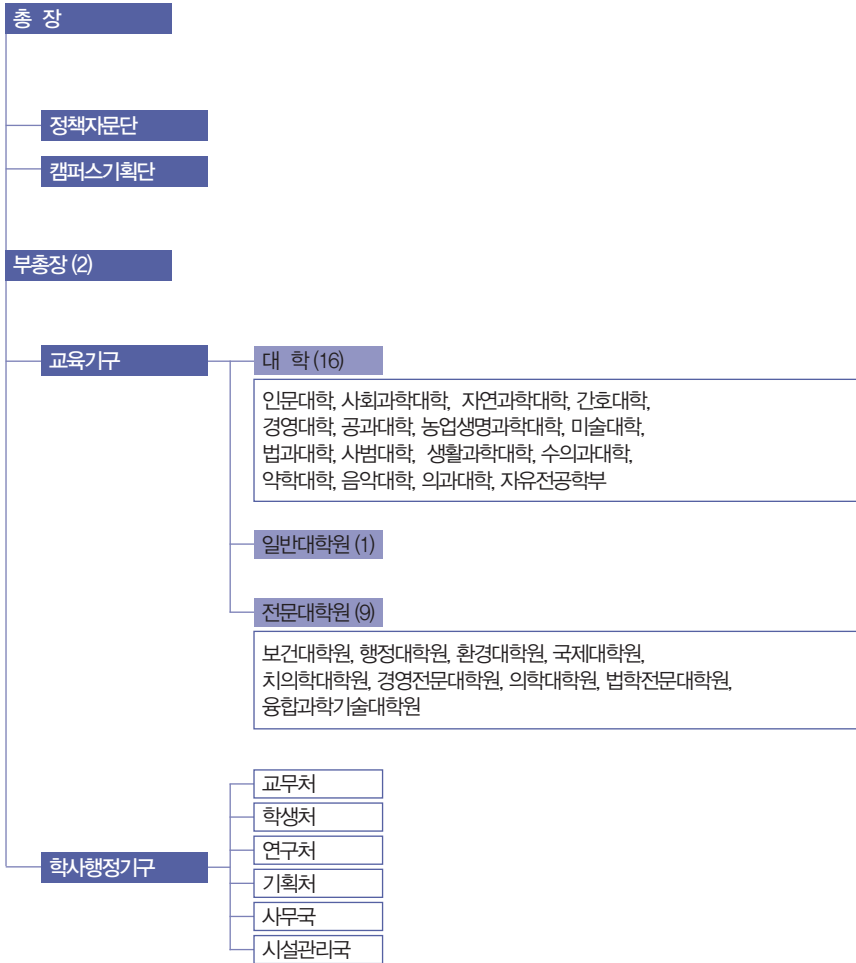 총 장
정책자문단
캠퍼스기획단
부총장 (2)
교육기구
대 학 (16)
인문대학, 사회과학대학, 자연과학대학, 간호대학,
경영대학, 공과대학, 농업생명과학대학, 미술대학,
법과대학, 사범대학, 생활과학대학, 수의과대학,
약학대학, 음악대학, 의과대학, 자유전공학부
일반대학원 (1)
전문대학원 (9)
보건대학원, 행정대학원, 환경대학원, 국제대학원,
치의학대학원, 경영전문대학원, 의학대학원, 법학전문대학원,
융합과학기술대학원
학사행정기구
교무처
학생처
연구처
기획처
사무국
시설관리국